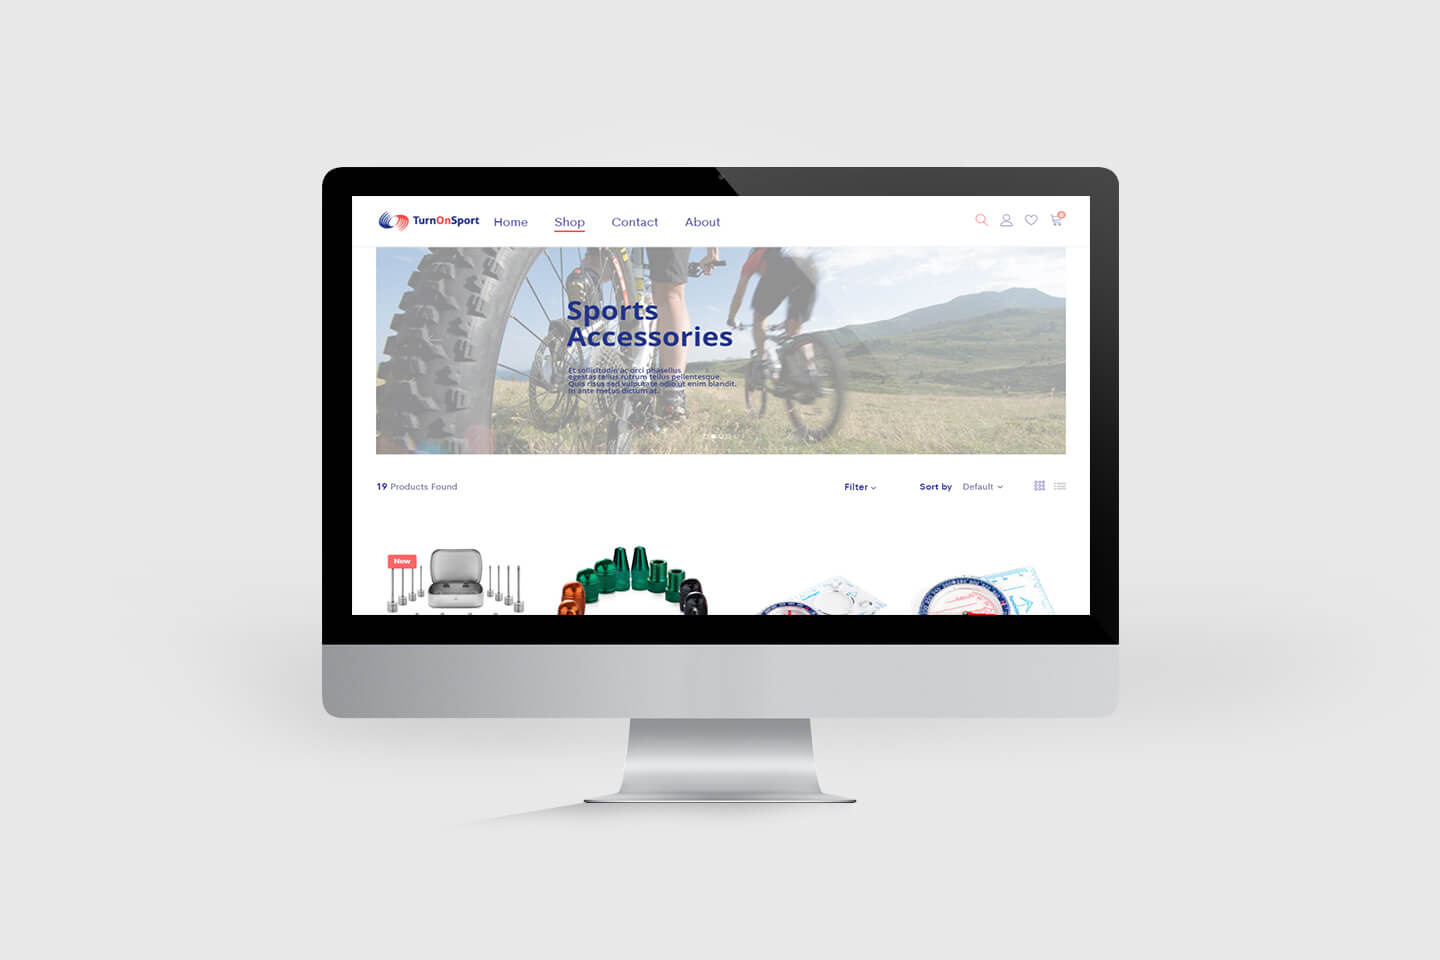 TurnOnSport Home Shop Contact About
0
Sports
Accessories
Et sollicitudin ac orci phasellus
egestas tellus rutrum tellus pellentesque.
Quis risus sed vulputate odio ut enim blandit.
In ante metus dictum at.
19 Products Found Filter Sort by Default
New